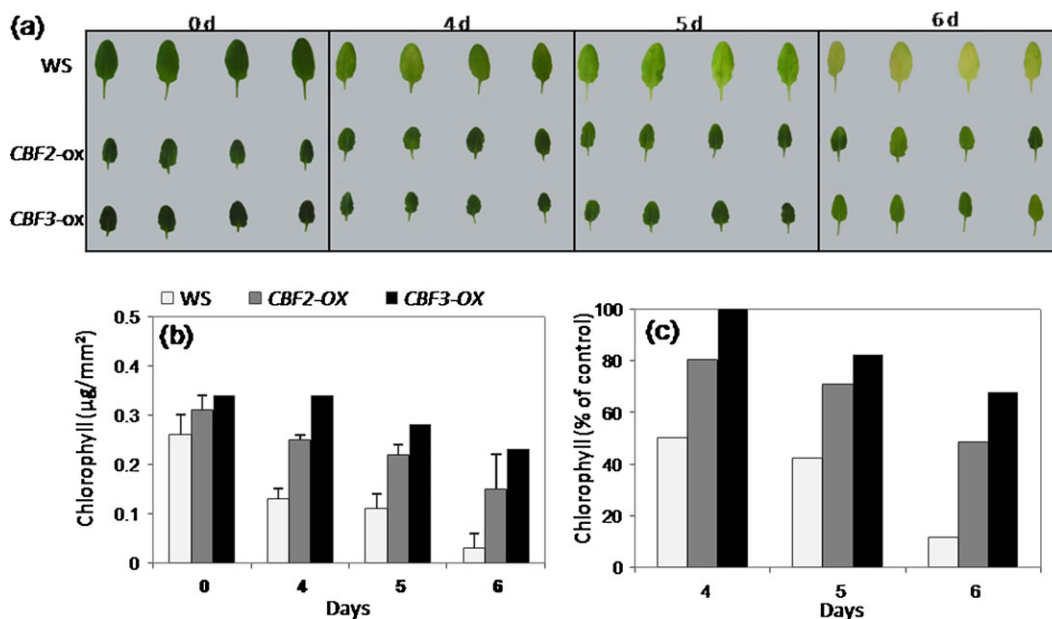 (a)
0 d 4 d 5 d 6 d
WS
CBF2-ox
CBF3-ox
WS CBF2-OX CBF3-OX
(b)
Chlorophyll (µg/mm²)
0.5
0.4
0.3
0.2
0.1
0
0 4 5 6
Days
(c)
Chlorophyll (% of control)
100
80
60
40
20
0
4 5 6
Days